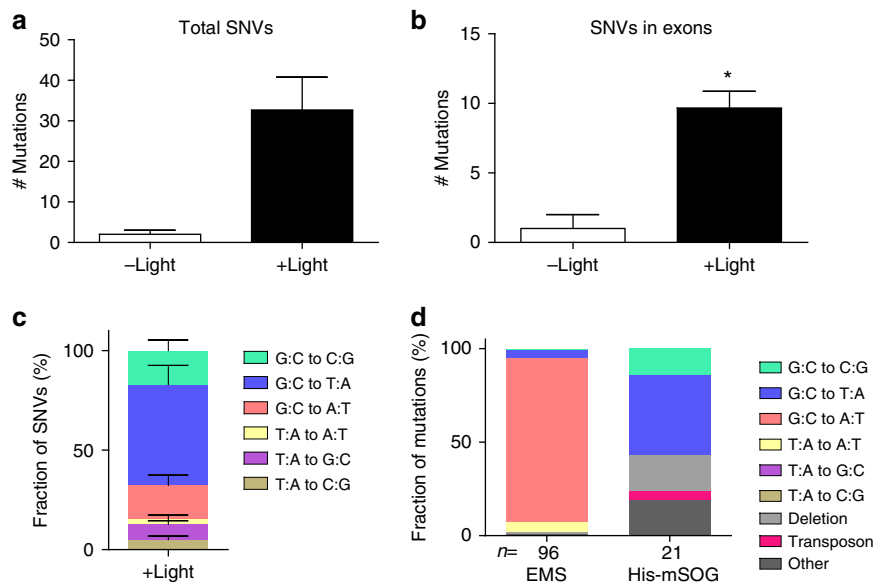 a
Total SNVs
# Mutations
50
40
30
20
10
0
–Light
+Light
b
SNVs in exons
# Mutations
15
10
5
0
*
–Light
+Light
c
Fraction of SNVs (%)
100
50
0
+Light
G:C to C:G
G:C to T:A
G:C to A:T
T:A to A:T
T:A to G:C
T:A to C:G
d
Fraction of mutations (%)
100
50
0
n= 96 21
EMS His-mSOG
G:C to C:G
G:C to T:A
G:C to A:T
T:A to A:T
T:A to G:C
T:A to C:G
Deletion
Transposon
Other